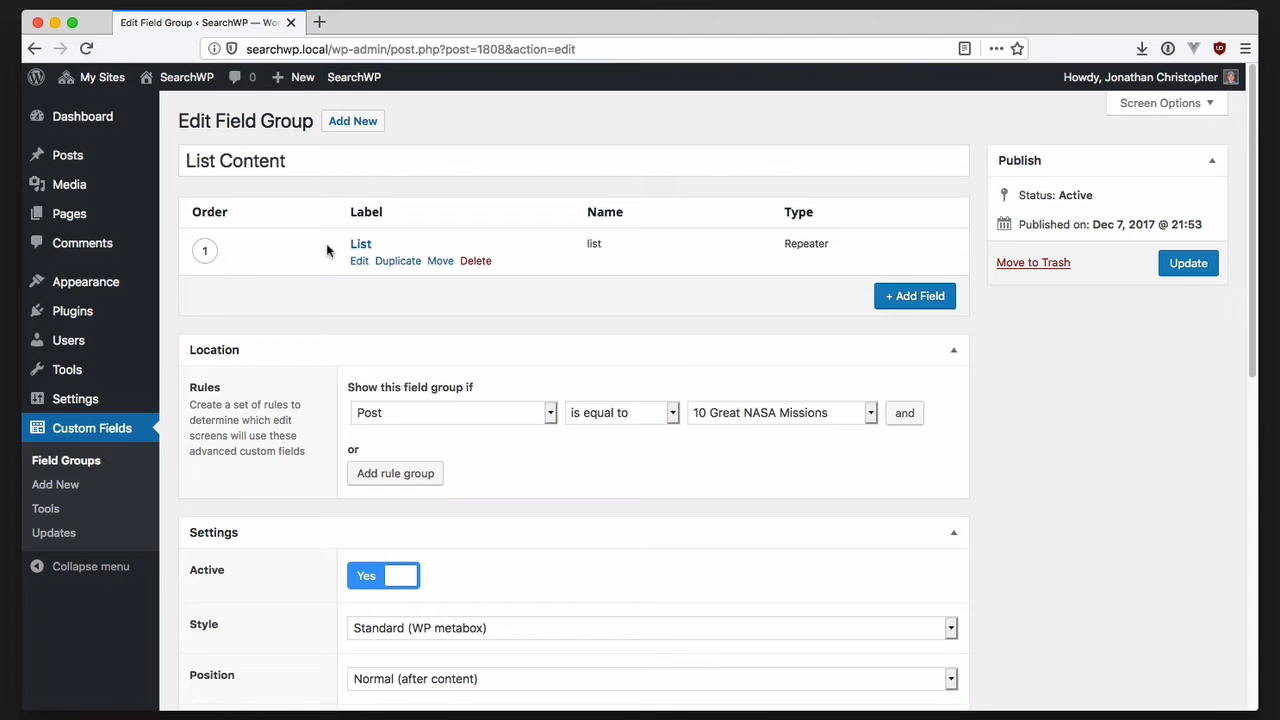 Edit Field Group ‹ SearchWP — Wo
searchwp.local/wp-admin/post.php?post=1808&action=edit
My Sites SearchWP 0 New SearchWP Howdy, Jonathan Christopher
Screen Options
Dashboard
Posts
Media
Pages
Comments
Appearance
Plugins
Users
Tools
Settings
Custom Fields
Field Groups
Add New
Tools
Updates
Collapse menu
Edit Field Group Add New
List Content
Order Label Name Type
1 List list Repeater
Edit Duplicate Move Delete
+ Add Field
Location
Rules
Create a set of rules to
determine which edit
screens will use these
advanced custom fields
Show this field group if
Post is equal to 10 Great NASA Missions and
or
Add rule group
Settings
Active
Yes
Style
Standard (WP metabox)
Position
Normal (after content)
Publish
Status: Active
Published on: Dec 7, 2017 @ 21:53
Move to Trash Update